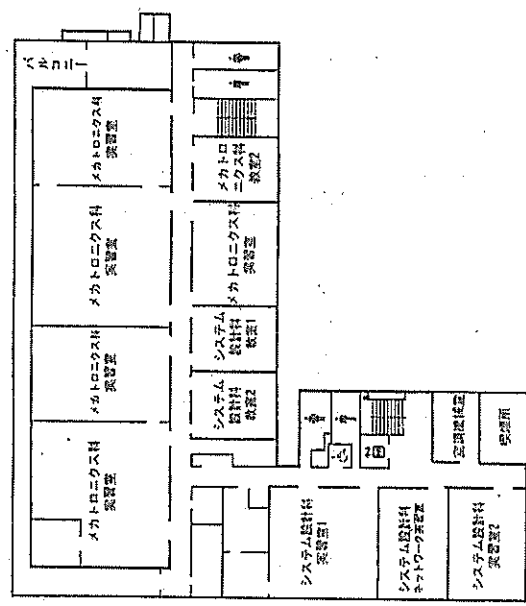 バルコニー
メカトロニクス科
実習室
メカトロニクス科
実習室
メカトロニクス科
実習室
メカトロニクス科
実習室
メカトロ
ニクス科
教室2
メカトロニクス科
実習室
システム
設計科
教室1
システム
設計科
教室2
システム設計科
実習室1
システム設計科
ネットワーク実習室
システム設計科
実習室2
空調機械室
喫煙所